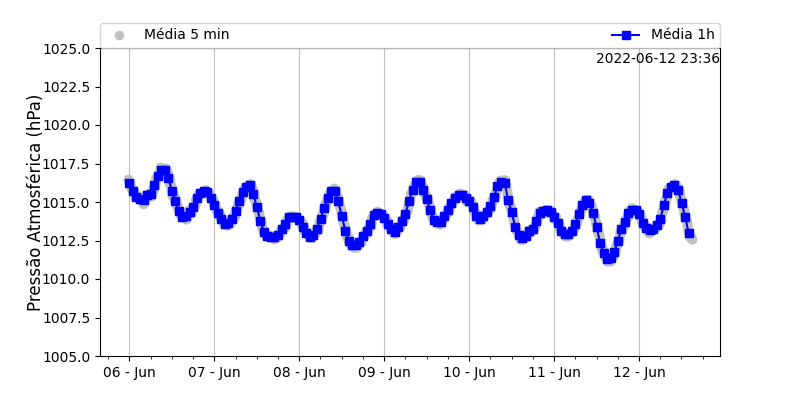 Média 5 min
Média 1h
2022-06-12 23:36
Pressão Atmosférica (hPa)
1025.0
1022.5
1020.0
1017.5
1015.0
1012.5
1010.0
1007.5
1005.0
06 - Jun
07 - Jun
08 - Jun
09 - Jun
10 - Jun
11 - Jun
12 - Jun